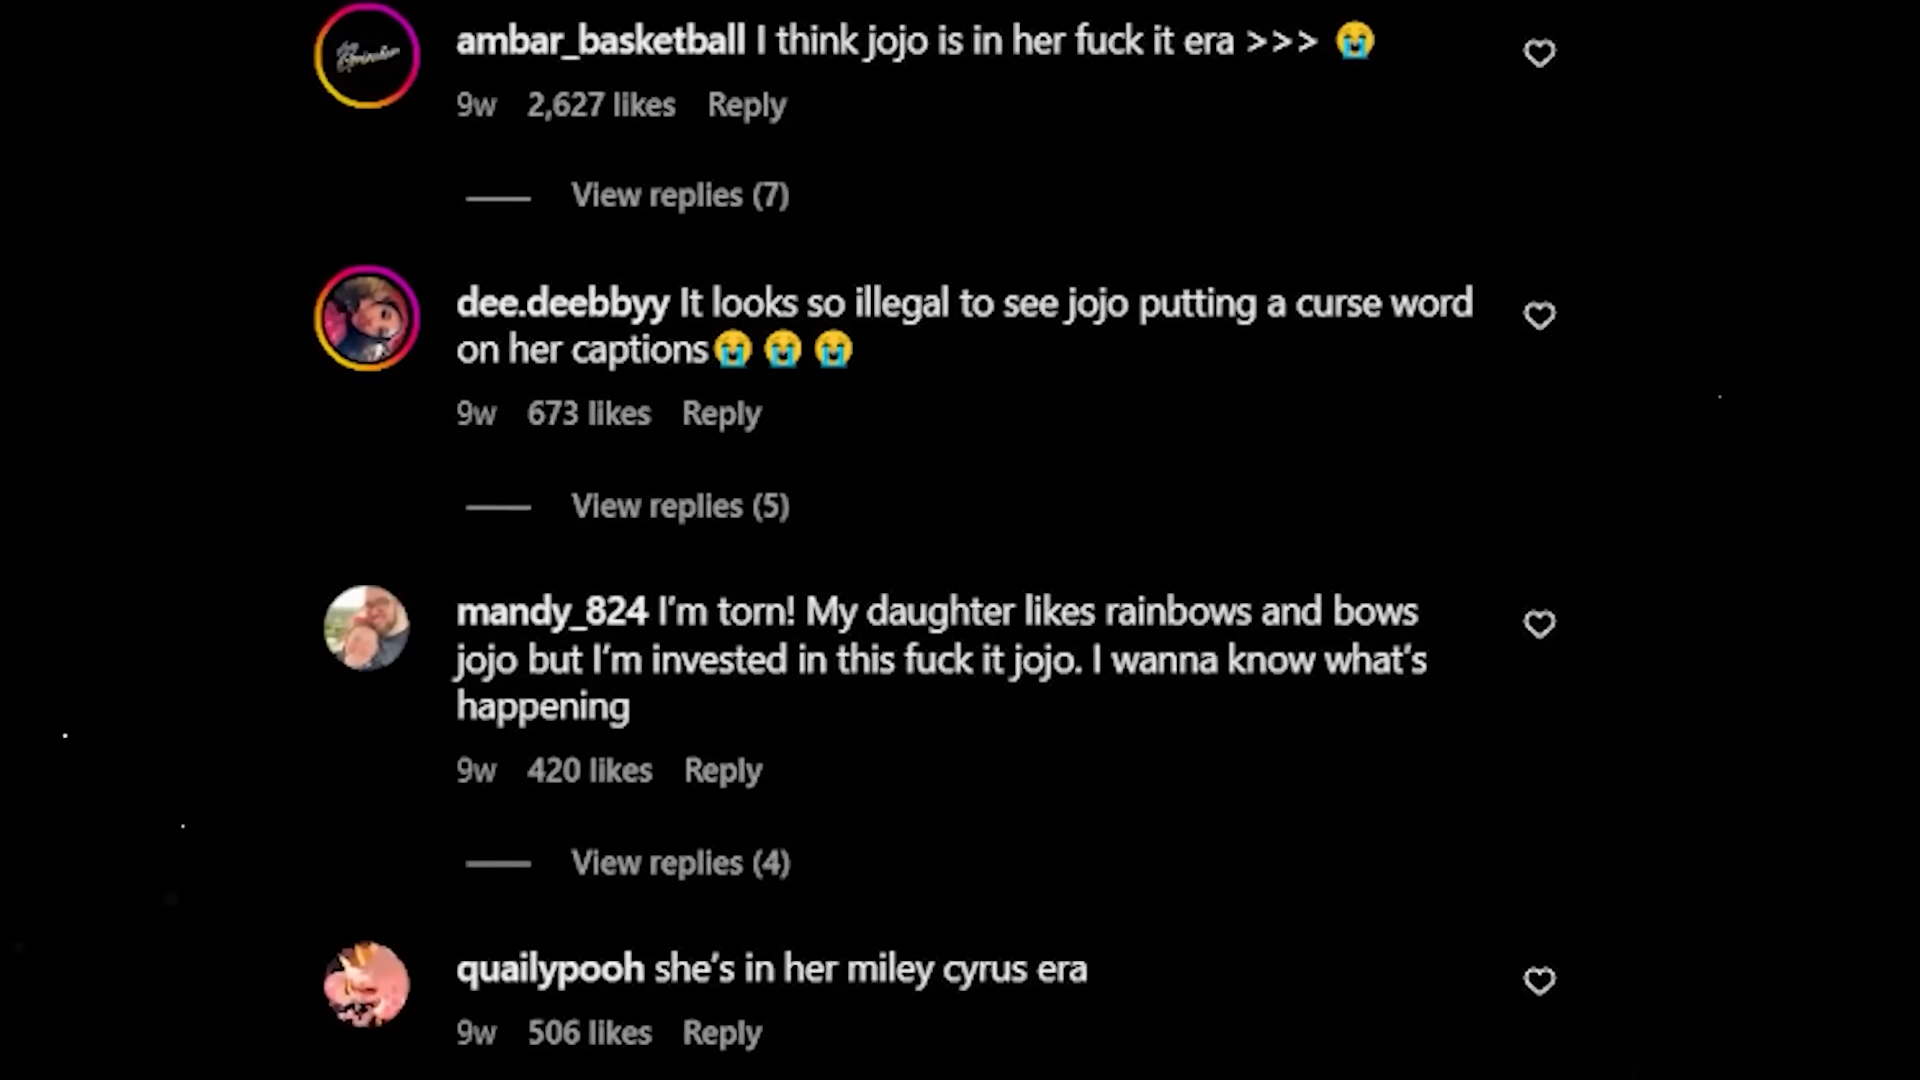 ambar_basketball I think jojo is in her fuck it era >>> 😭
9w 2,627 likes Reply
View replies (7)
dee.deebbyy It looks so illegal to see jojo putting a curse word
on her captions😭😭😭
9w 673 likes Reply
View replies (5)
mandy_824 I’m torn! My daughter likes rainbows and bows
jojo but I’m invested in this fuck it jojo. I wanna know what’s
happening
9w 420 likes Reply
View replies (4)
quailypooh she’s in her miley cyrus era
9w 506 likes Reply